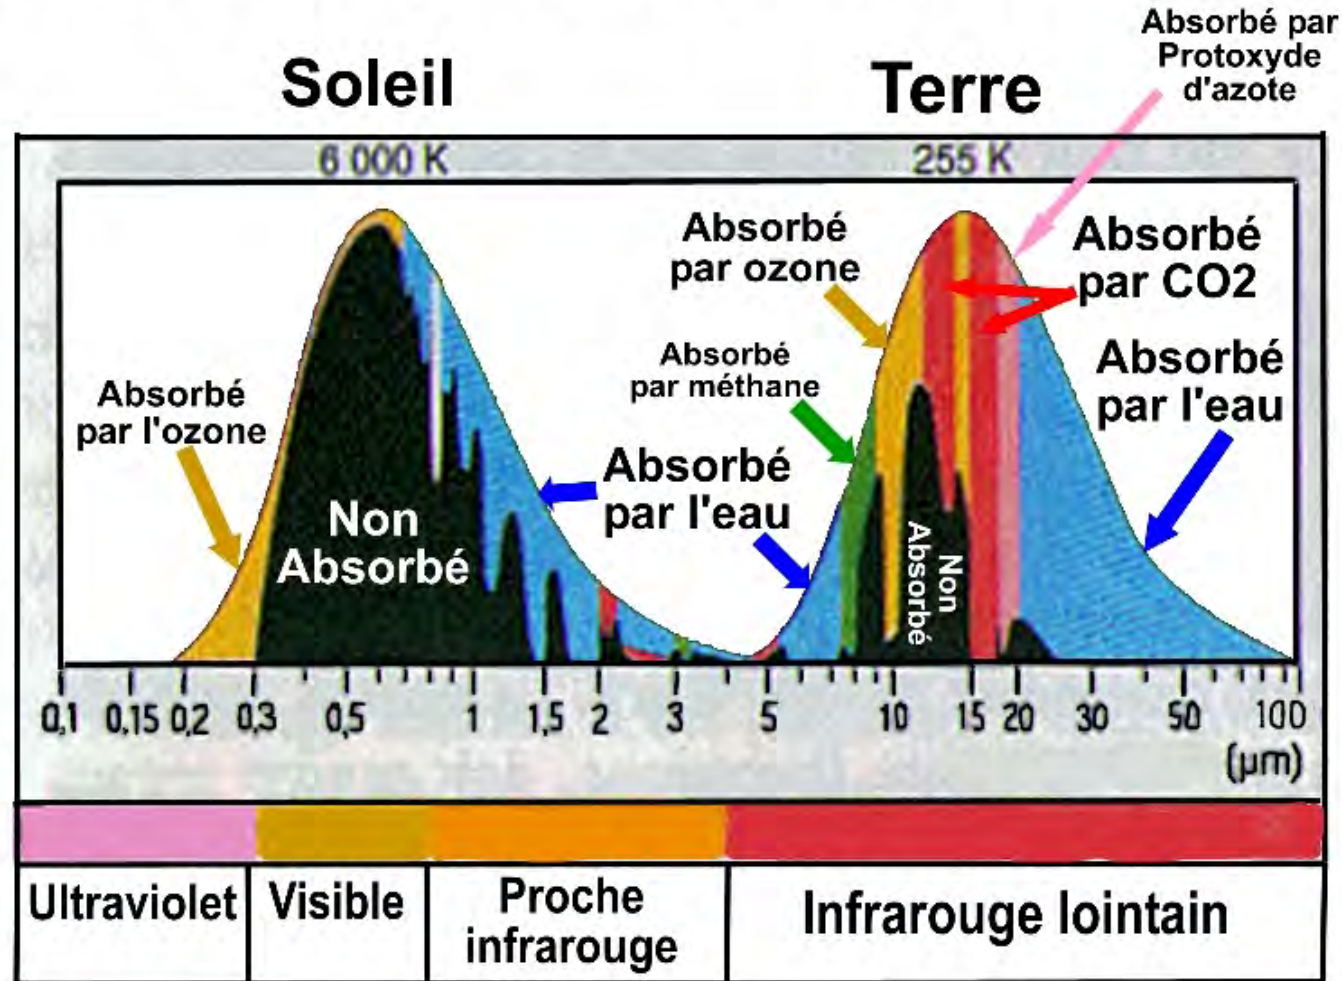 Absorbé par
Protoxyde
d'azote
Soleil
Terre
6 000 K
255 K
Absorbé
par ozone
Absorbé
par CO2
Absorbé
par méthane
Absorbé
par l'eau
Absorbé
par l'ozone
Absorbé
par l'eau
Non
Absorbé
Non
Absorbé
0,1 0,15 0,2 0,3 0,5 1 1,5 2 3 5 10 15 20 30 50 100
(µm)
Ultraviolet
Visible
Proche
infrarouge
Infrarouge lointain